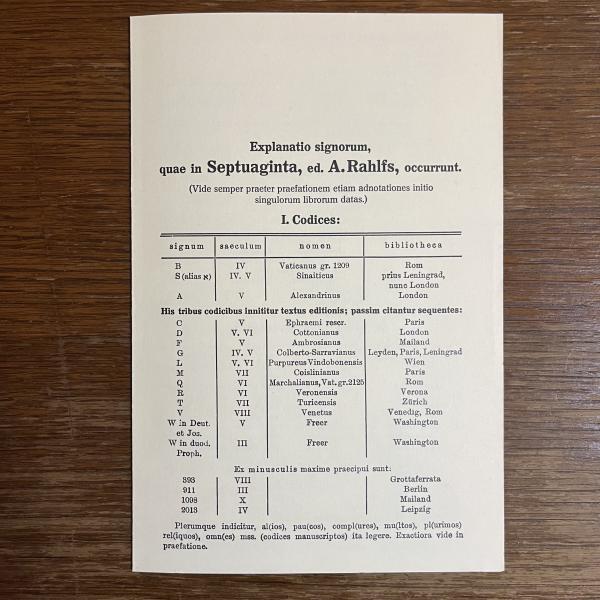 Explanatio signorum,
quae in Septuaginta, ed. A. Rahlfs, occurrunt.
(Vide semper praeter praefationem etiam adnotationes initio
singulorum librorum datas.)
I. Codices:
signum saeculum nomen bibliotheca
B IV Vaticanus gr. 1209 Rom
S (alias א) IV. V Sinaiticus prius Leningrad,
nunc London
A V Alexandrinus London
His tribus codicibus innititur textus editionis; passim citantur sequentes:
C V Ephraemi rescr. Paris
D V. VI Cottonianus London
F V Ambrosianus Mailand
G IV. V Colberto-Sarravianus Leyden, Paris, Leningrad
L V. VI Purpureus Vindobonensis Wien
M VII Coislinianus Paris
Q VI Marchalianus, Vat. gr. 2125 Rom
R VI Veronensis Verona
T VII Turicensis Zürich
V VIII Venetus Venedig, Rom
W in Deut. V Freer Washington
et Jos.
W in duod. III Freer Washington
Proph.
Ex minusculis maxime praecipui sunt:
393 VIII Grottaferrata
911 III Berlin
1098 X Mailand
2013 IV Leipzig
Plerumque indicitur, al(ios), pau(cos), compl(ures), mu(ltos), pl(urimos)
rel(iquos), omn(es) mss. (codices manuscriptos) ita legere. Exactiora vide in
praefatione.